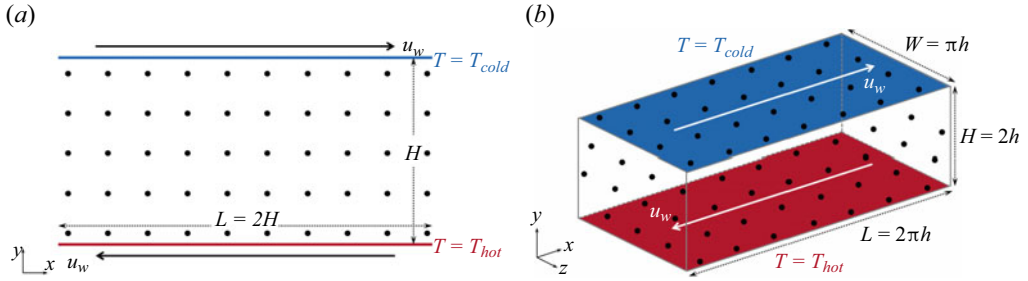 (a)
u_w
T = T_cold
H
L = 2H
T = T_hot
y
x
u_w
(b)
T = T_cold
W = πh
u_w
H = 2h
u_w
y
x
z
L = 2πh
T = T_hot